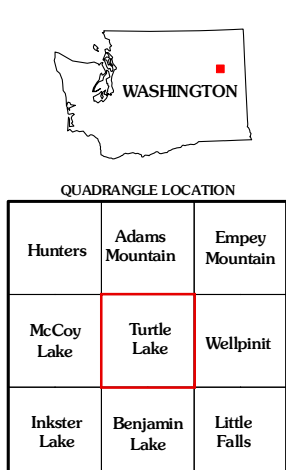 WASHINGTON
QUADRANGLE LOCATION
Hunters
Adams
Mountain
Empey
Mountain
McCoy
Lake
Turtle
Lake
Wellpinit
Inkster
Lake
Benjamin
Lake
Little
Falls